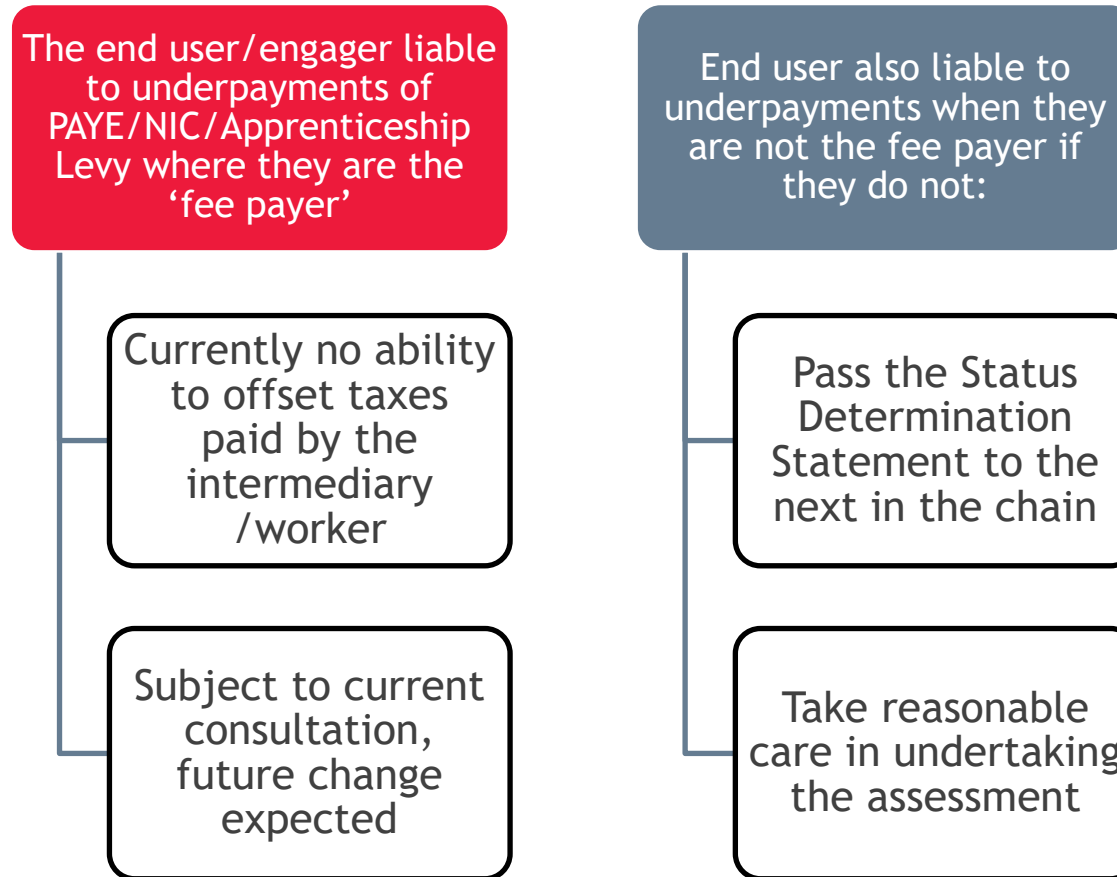 The end user/engager liable
to underpayments of
PAYE/NIC/Apprenticeship
Levy where they are the
‘fee payer’
Currently no ability
to offset taxes
paid by the
intermediary
/worker
Subject to current
consultation,
future change
expected
End user also liable to
underpayments when they
are not the fee payer if
they do not:
Pass the Status
Determination
Statement to the
next in the chain
Take reasonable
care in undertaking
the assessment